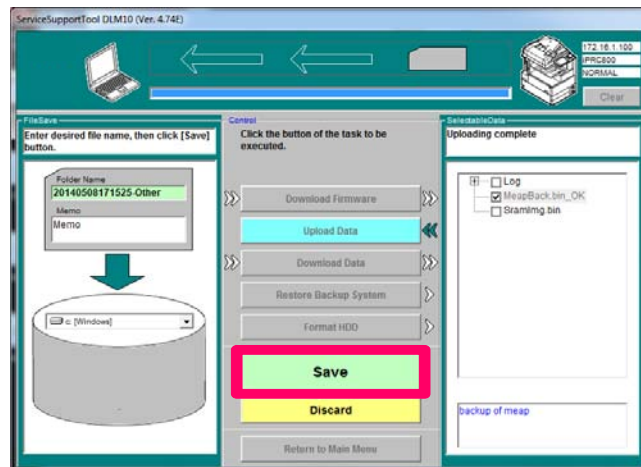 ServiceSupportTool DLM10 (Ver. 4.74E)
172.16.1.100
iPRC800
NORMAL
Clear
FileSave
Enter desired file name, then click [Save]
button.
Folder Name
20140508171525-Other
Memo
Memo
c: [Windows]
Control
Click the button of the task to be
executed.
Download Firmware
Upload Data
Download Data
Restore Backup System
Format HDD
Save
Discard
Return to Main Menu
SelectableData
Uploading complete
Log
MeapBack.bin_OK
SramImg.bin
backup of meap